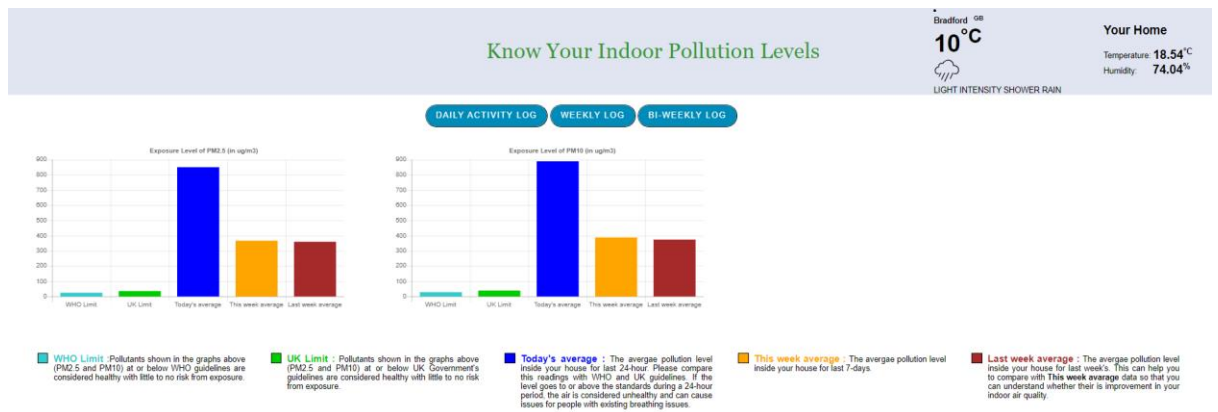 Know Your Indoor Pollution Levels
Bradford GB
10°C
LIGHT INTENSITY SHOWER RAIN
Your Home
Temperature: 18.54°C
Humidity: 74.04%
DAILY ACTIVITY LOG
WEEKLY LOG
BI-WEEKLY LOG
Exposure Level of PM2.5 (in ug/m3)
900
800
700
600
500
400
300
200
100
0
WHO Limit
UK Limit
Today's average
This week average
Last week average
Exposure Level of PM10 (in ug/m3)
900
800
700
600
500
400
300
200
100
0
WHO Limit
UK Limit
Today's average
This week average
Last week average
WHO Limit :Pollutants shown in the graphs above
(PM2.5 and PM10) at or below WHO guidelines are
considered healthy with little to no risk from exposure.
UK Limit : Pollutants shown in the graphs above
(PM2.5 and PM10) at or below UK Government's
guidelines are considered healthy with little to no risk
from exposure.
Today's average : The avergae pollution level
inside your house for last 24-hour. Please compare
this readings with WHO and UK guidelines. If the
level goes to or above the standards during a 24-hour
period, the air is considered unhealthy and can cause
issues for people with existing breathing issues.
This week average : The avergae pollution level
inside your house for last 7-days.
Last week average : The avergae pollution level
inside your house for last week's. This can help you
to compare with This week avarage data so that you
can understand whether their is improvement in your
indoor air quality.